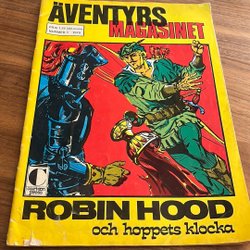 ÄVENTYRS
MAGASINET
ROBIN HOOD
och hoppets klocka